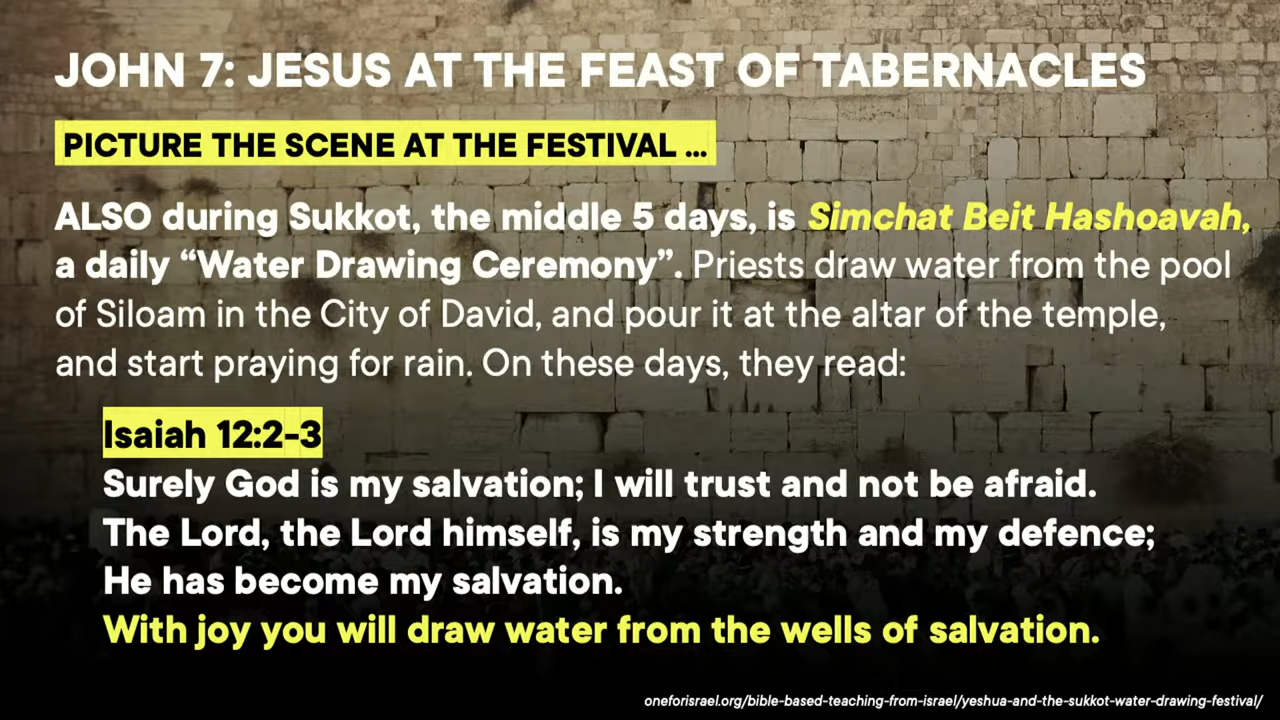 JOHN 7: JESUS AT THE FEAST OF TABERNACLES
PICTURE THE SCENE AT THE FESTIVAL ...
ALSO during Sukkot, the middle 5 days, is Simchat Beit Hashoavah,
a daily “Water Drawing Ceremony”. Priests draw water from the pool
of Siloam in the City of David, and pour it at the altar of the temple,
and start praying for rain. On these days, they read:
Isaiah 12:2-3
Surely God is my salvation; I will trust and not be afraid.
The Lord, the Lord himself, is my strength and my defence;
He has become my salvation.
With joy you will draw water from the wells of salvation.
oneforisrael.org/bible-based-teaching-from-israel/yeshua-and-the-sukkot-water-drawing-festival/